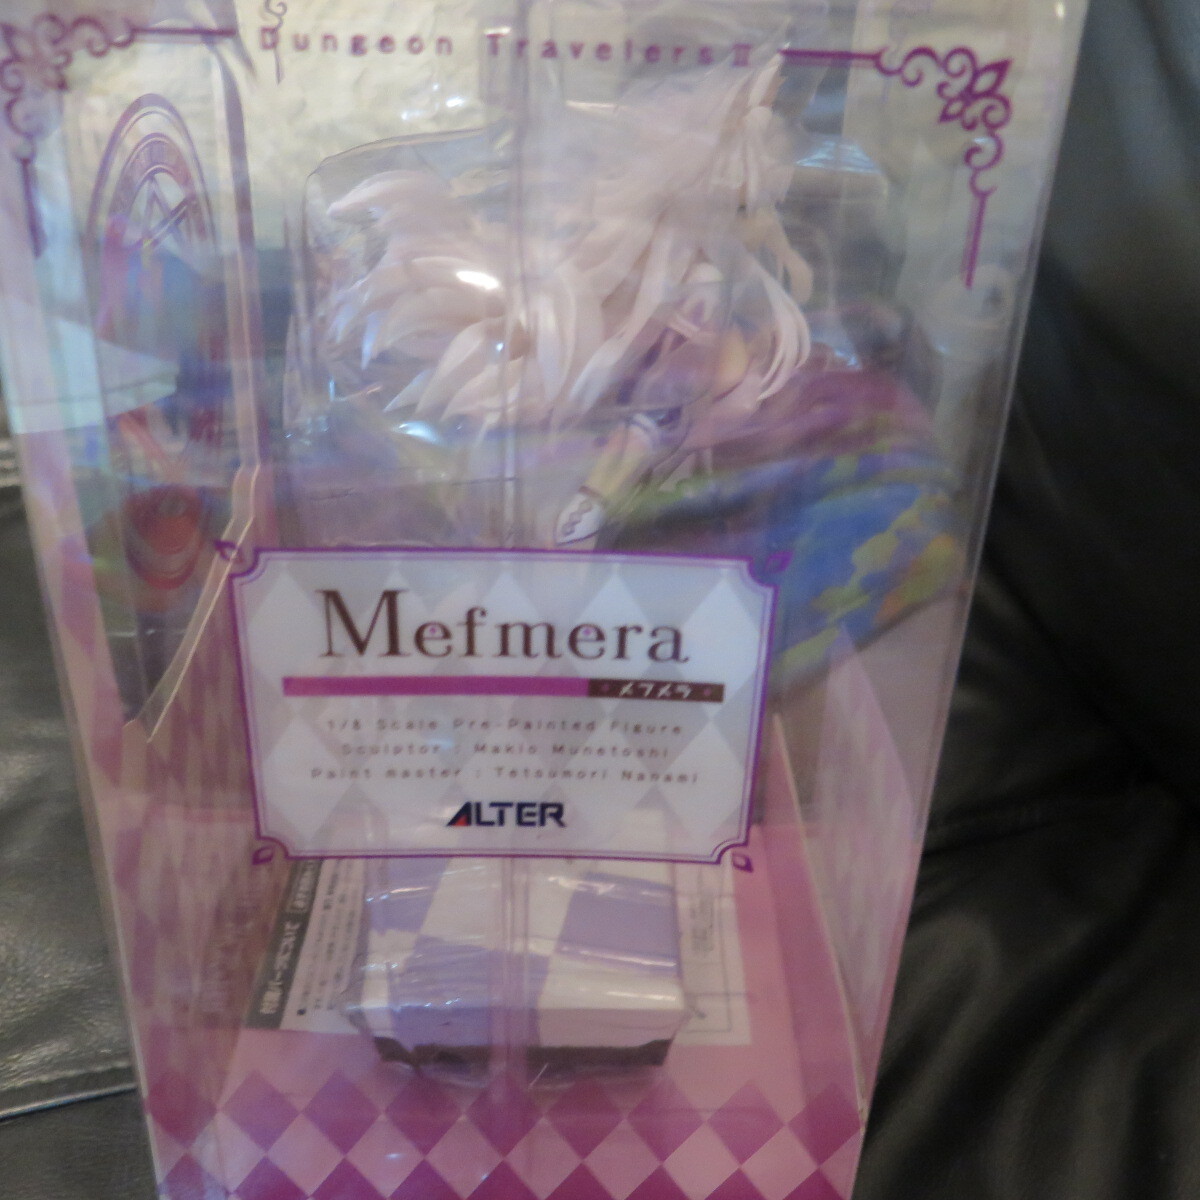 Dungeon Travelers II
Mefmera
メフメラ
1/8 Scale Pre-Painted Figure
Sculptor : Makio Munetoshi
Paint master : Tetsumori Nanami
ALTER